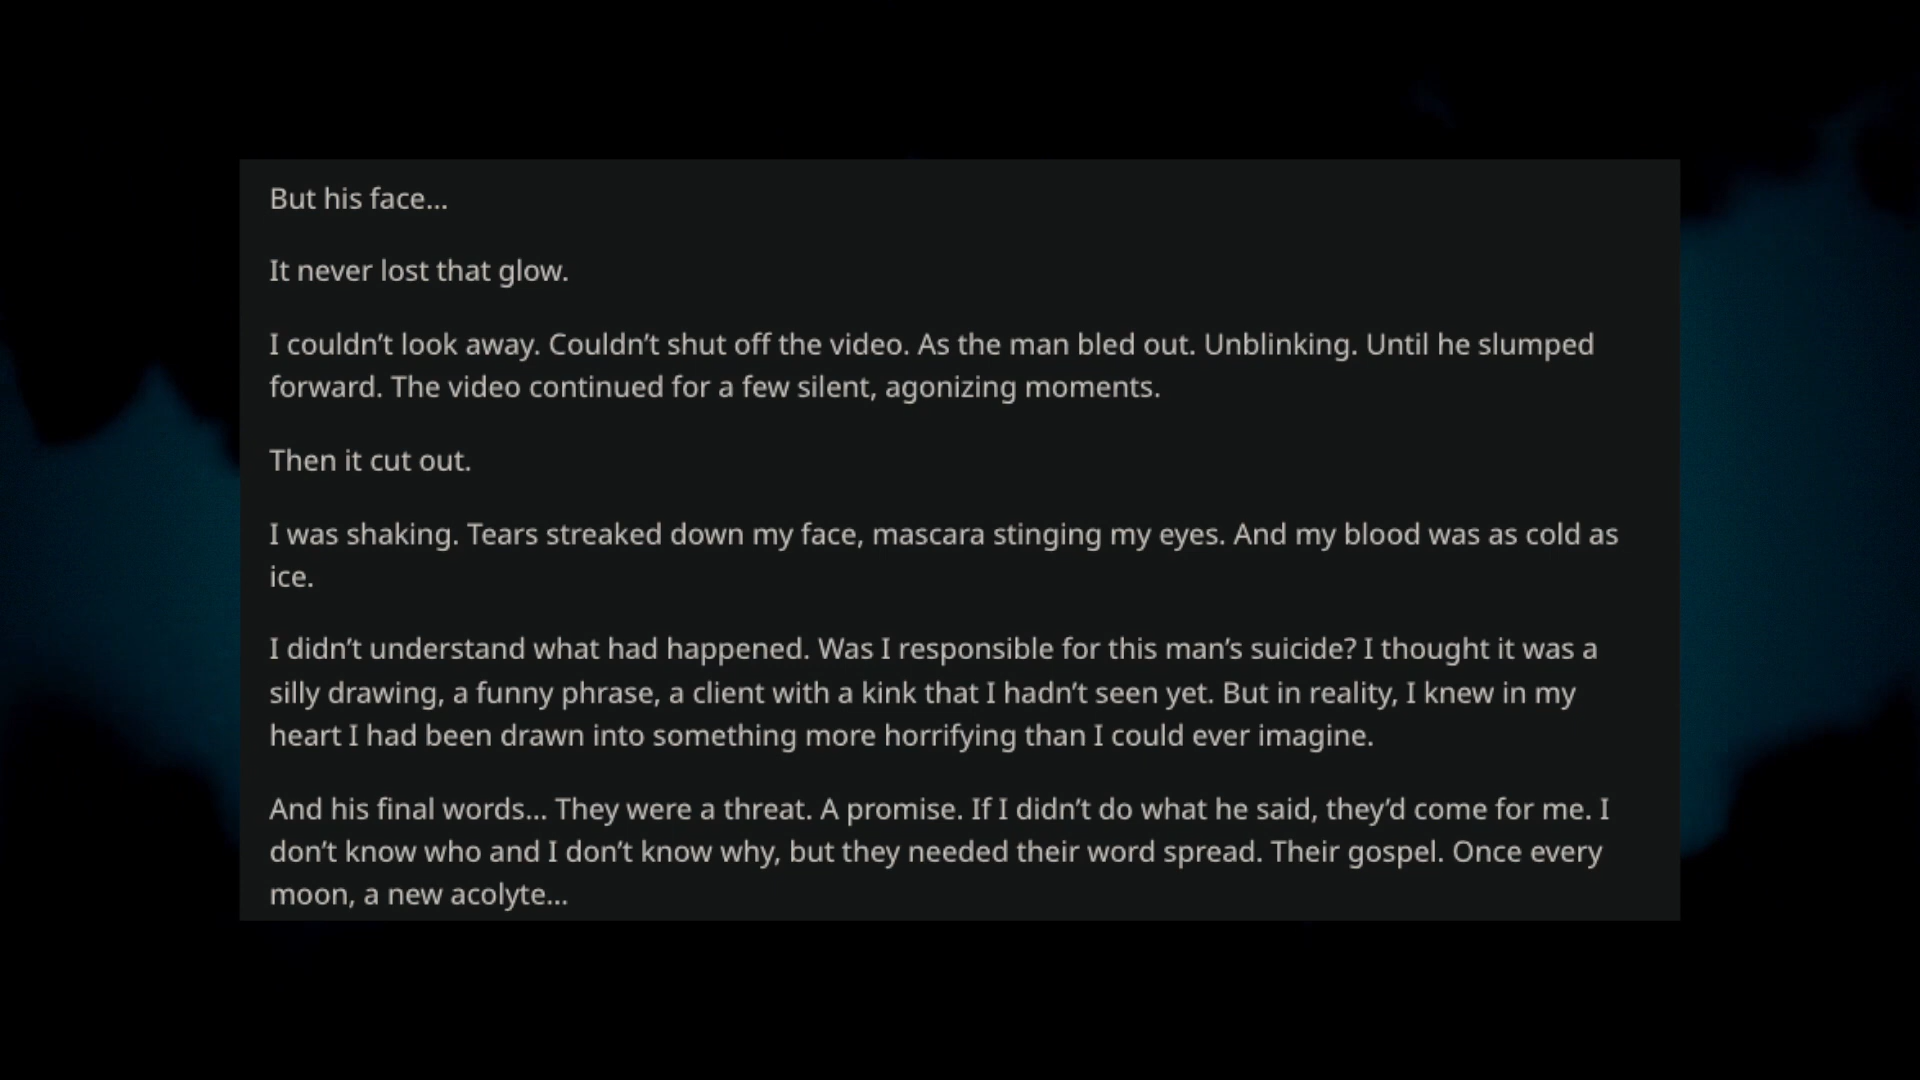 But his face...
It never lost that glow.
I couldn’t look away. Couldn’t shut off the video. As the man bled out. Unblinking. Until he slumped
forward. The video continued for a few silent, agonizing moments.
Then it cut out.
I was shaking. Tears streaked down my face, mascara stinging my eyes. And my blood was as cold as
ice.
I didn’t understand what had happened. Was I responsible for this man’s suicide? I thought it was a
silly drawing, a funny phrase, a client with a kink that I hadn’t seen yet. But in reality, I knew in my
heart I had been drawn into something more horrifying than I could ever imagine.
And his final words... They were a threat. A promise. If I didn’t do what he said, they’d come for me. I
don’t know who and I don’t know why, but they needed their word spread. Their gospel. Once every
moon, a new acolyte...